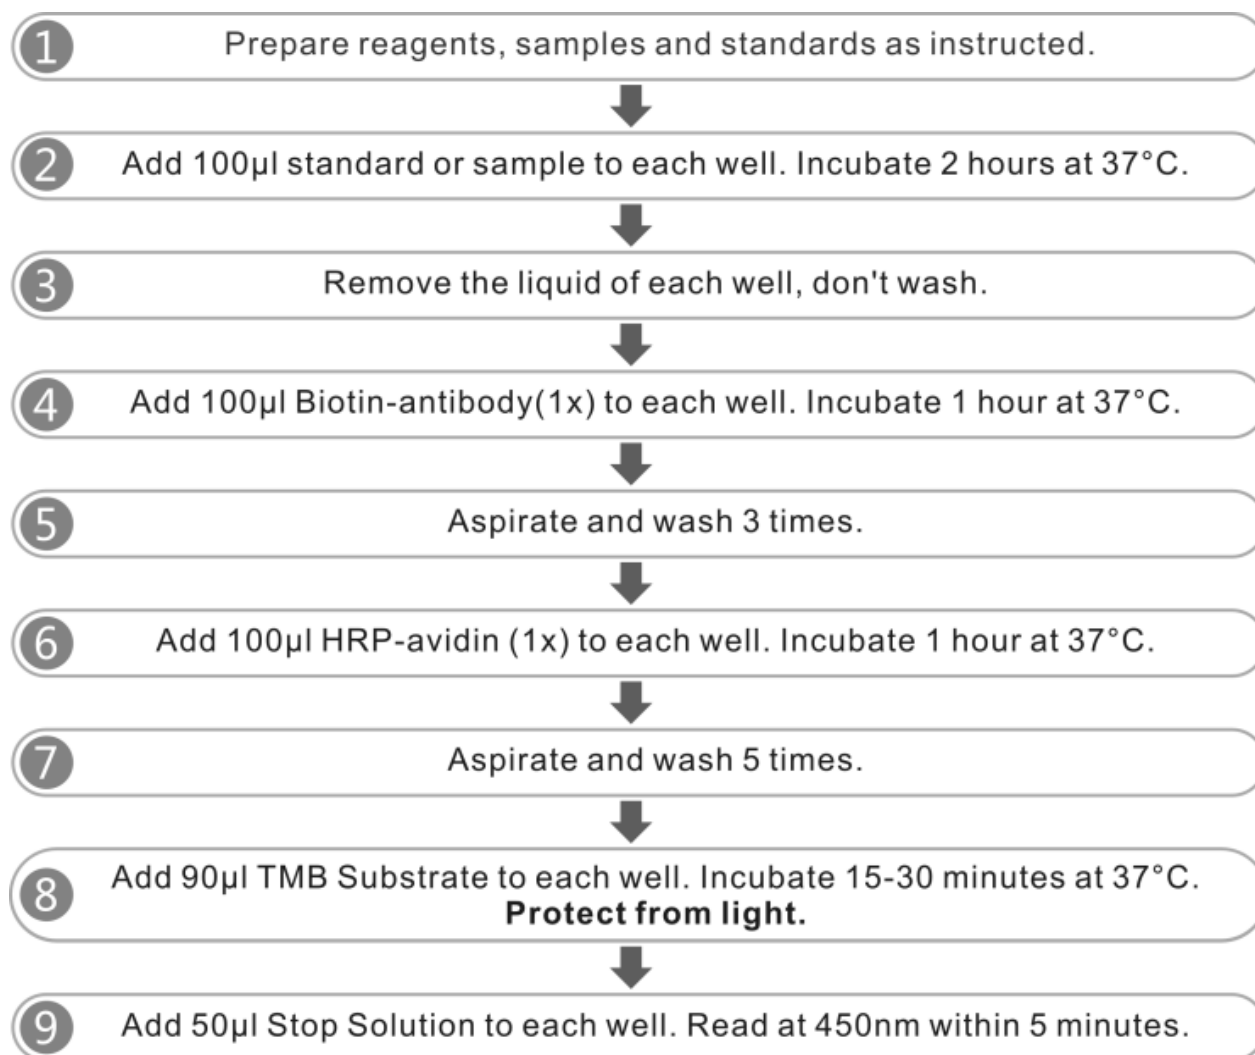 1 Prepare reagents, samples and standards as instructed.
2 Add 100µl standard or sample to each well. Incubate 2 hours at 37°C.
3 Remove the liquid of each well, don't wash.
4 Add 100µl Biotin-antibody(1x) to each well. Incubate 1 hour at 37°C.
5 Aspirate and wash 3 times.
6 Add 100µl HRP-avidin (1x) to each well. Incubate 1 hour at 37°C.
7 Aspirate and wash 5 times.
8 Add 90µl TMB Substrate to each well. Incubate 15-30 minutes at 37°C.
Protect from light.
9 Add 50µl Stop Solution to each well. Read at 450nm within 5 minutes.